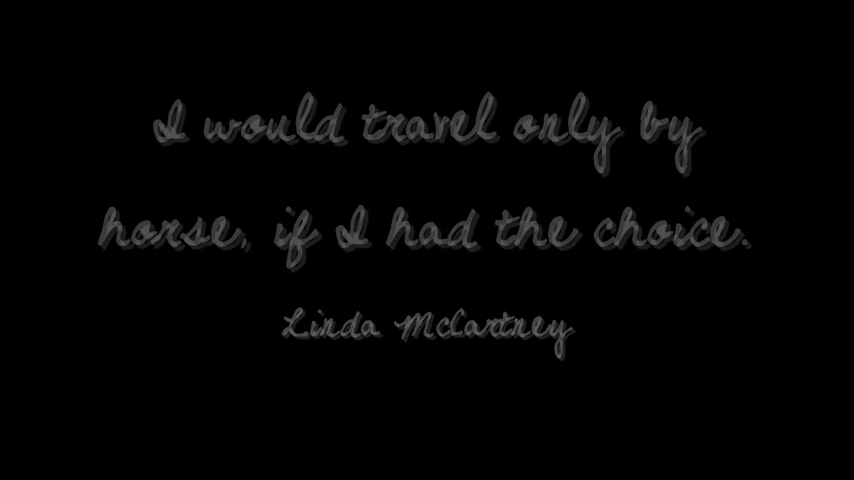 I would travel only by
horse, if I had the choice.
Linda McCartney